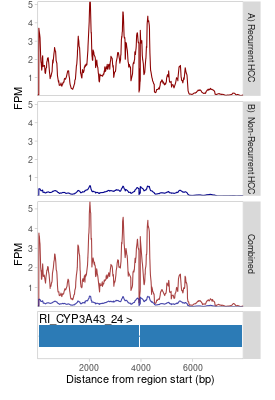 5
4
3
2
1
FPM
A) Recurrent HCC
5
4
3
2
1
B) Non-Recurrent HCC
5
4
3
2
1
0
FPM
Combined
RI_CYP3A43_24 >
2000 4000 6000
Distance from region start (bp)